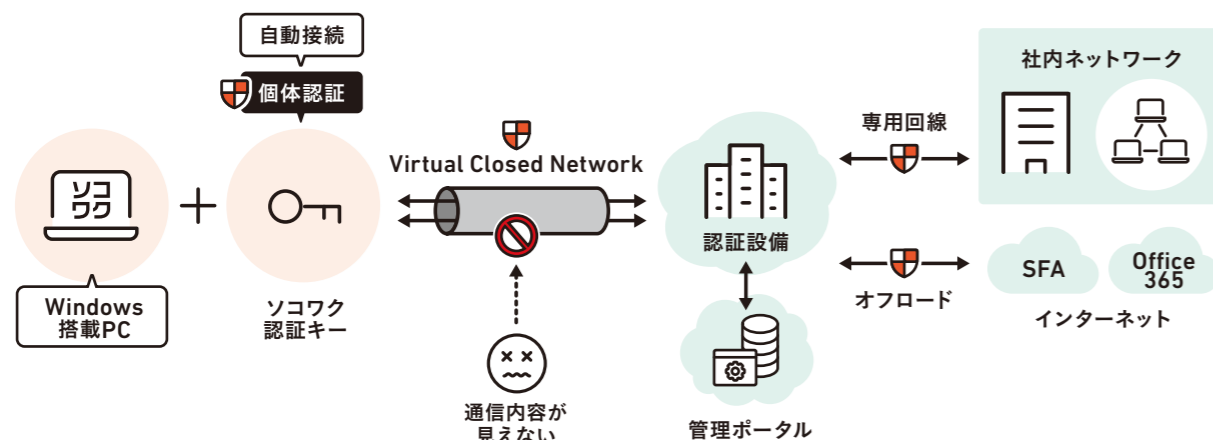 自動接続
個体認証
ソコ
ワク
Windows
搭載PC
ソコワク
認証キー
Virtual Closed Network
通信内容が
見えない
認証設備
管理ポータル
専用回線
オフロード
社内ネットワーク
SFA
Office
365
インターネット